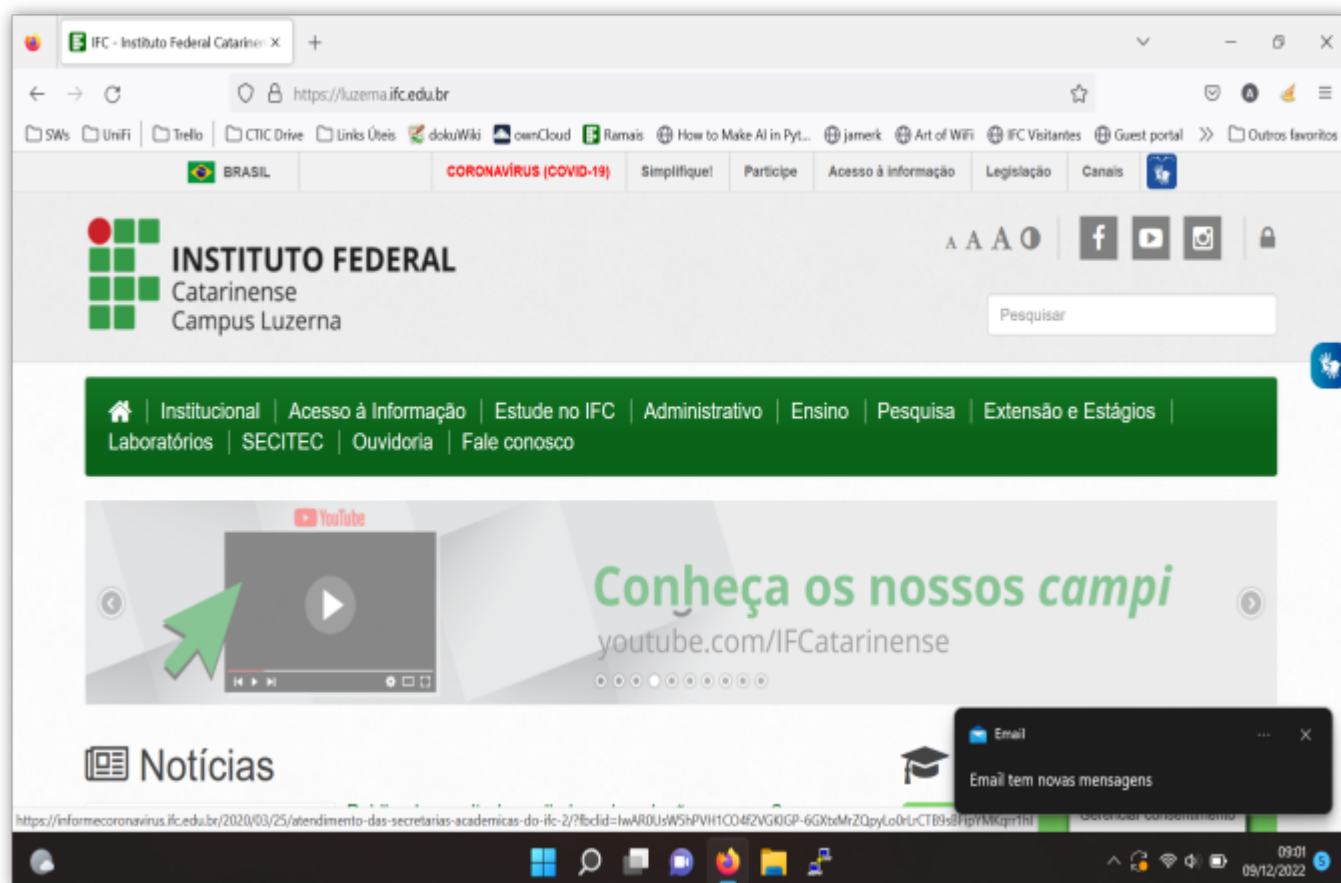 IFC - Instituto Federal Catarinen
https://luzerna.ifc.edu.br
SWs UniFi Trello CTIC Drive Links Úteis dokuWiki ownCloud Ramais How to Make AI in Pyt... jamerk Art of WiFi IFC Visitantes Guest portal Outros favoritos
BRASIL CORONAVÍRUS (COVID-19) Simplifique! Participe Acesso à informação Legislação Canais
INSTITUTO FEDERAL
Catarinense
Campus Luzerna
A A A
Pesquisar
Institucional Acesso à Informação Estude no IFC Administrativo Ensino Pesquisa Extensão e Estágios
Laboratórios SECITEC Ouvidoria Fale conosco
YouTube
Conheça os nossos campi
youtube.com/IFCatarinense
Notícias
Email
Email tem novas mensagens
Gerenciar consentimento
09:01
09/12/2022